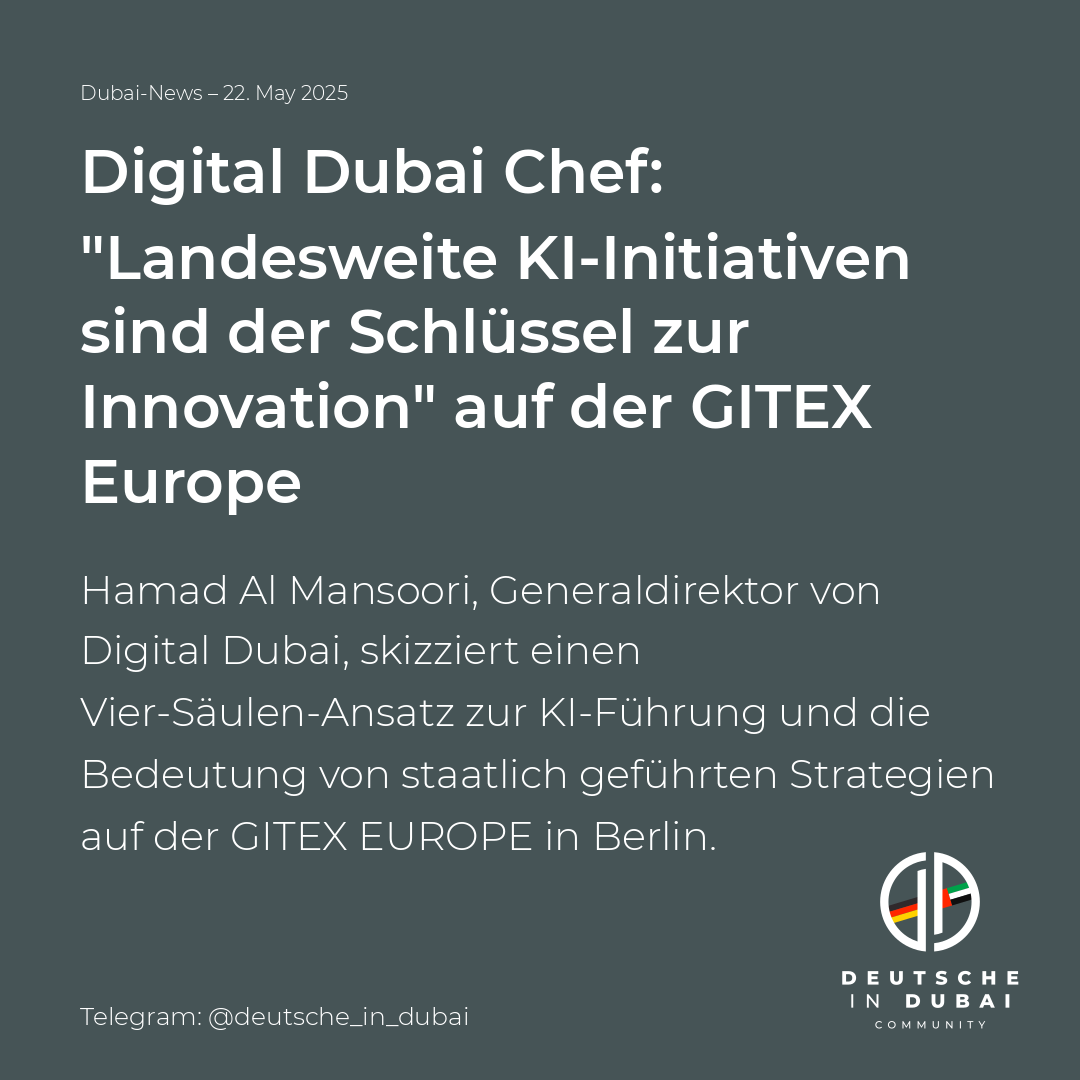 Dubai-News – 22. May 2025
Digital Dubai Chef:
"Landesweite KI-Initiativen
sind der Schlüssel zur
Innovation" auf der GITEX
Europe
Hamad Al Mansoori, Generaldirektor von
Digital Dubai, skizziert einen
Vier-Säulen-Ansatz zur KI-Führung und die
Bedeutung von staatlich geführten Strategien
auf der GITEX EUROPE in Berlin.
DEUTSCHE
IN DUBAI
COMMUNITY
Telegram: @deutsche_in_dubai